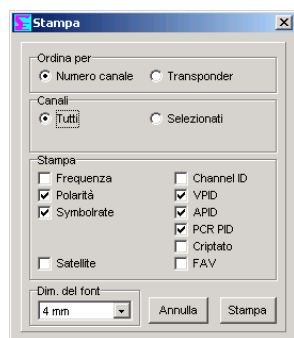 Stampa
Ordina per
Numero canale Transponder
Canali
Tutti Selezionati
Stampa
Frequenza Channel ID
Polarità VPID
Symbolrate APID
PCR PID
Criptato
Satellite FAV
Dim. del font
4 mm Annulla Stampa